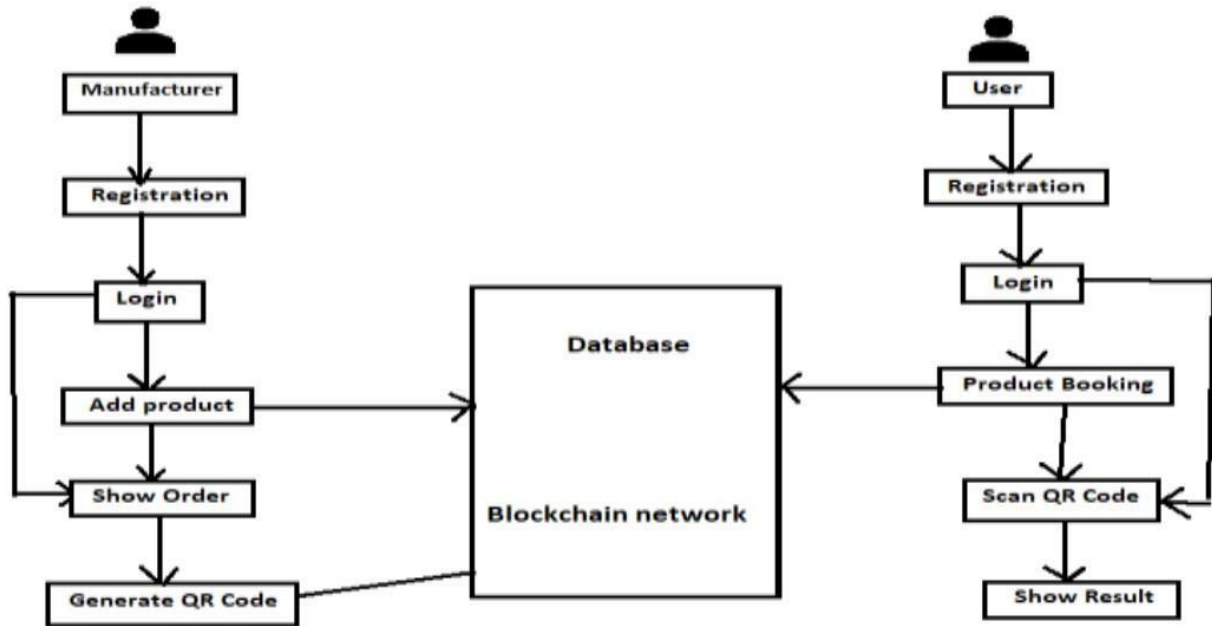 Manufacturer
Registration
Login
Add product
Show Order
Generate QR Code
Database
Blockchain network
User
Registration
Login
Product Booking
Scan QR Code
Show Result